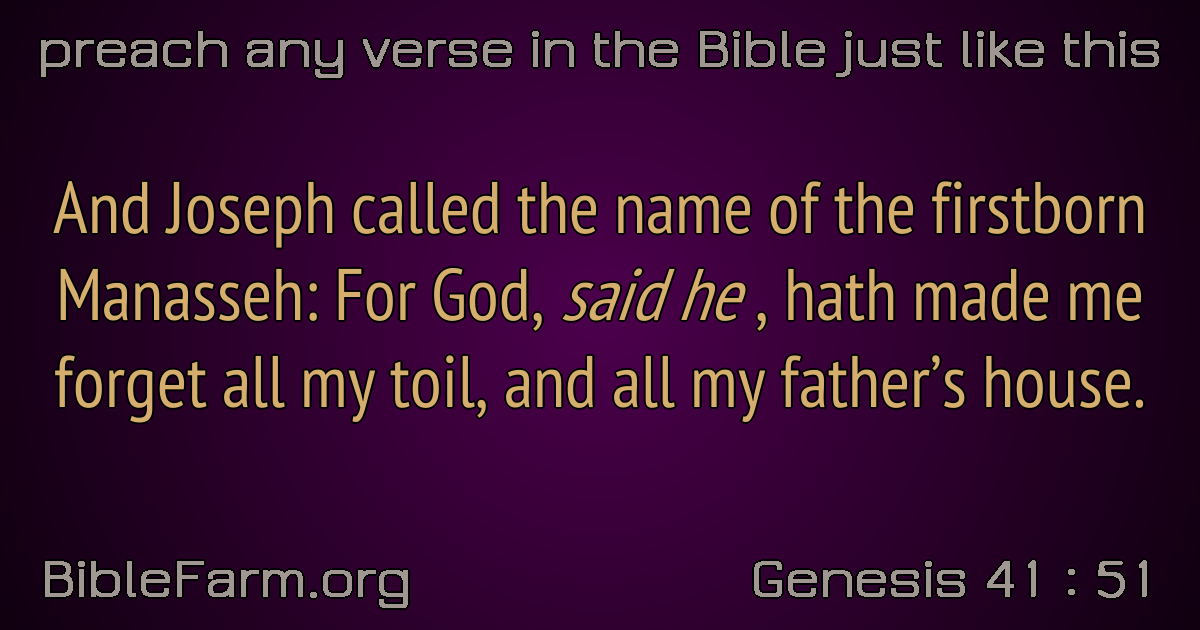 preach any verse in the Bible just like this
And Joseph called the name of the firstborn
Manasseh: For God, said he , hath made me
forget all my toil, and all my father’s house.
BibleFarm.org
Genesis 41 : 51